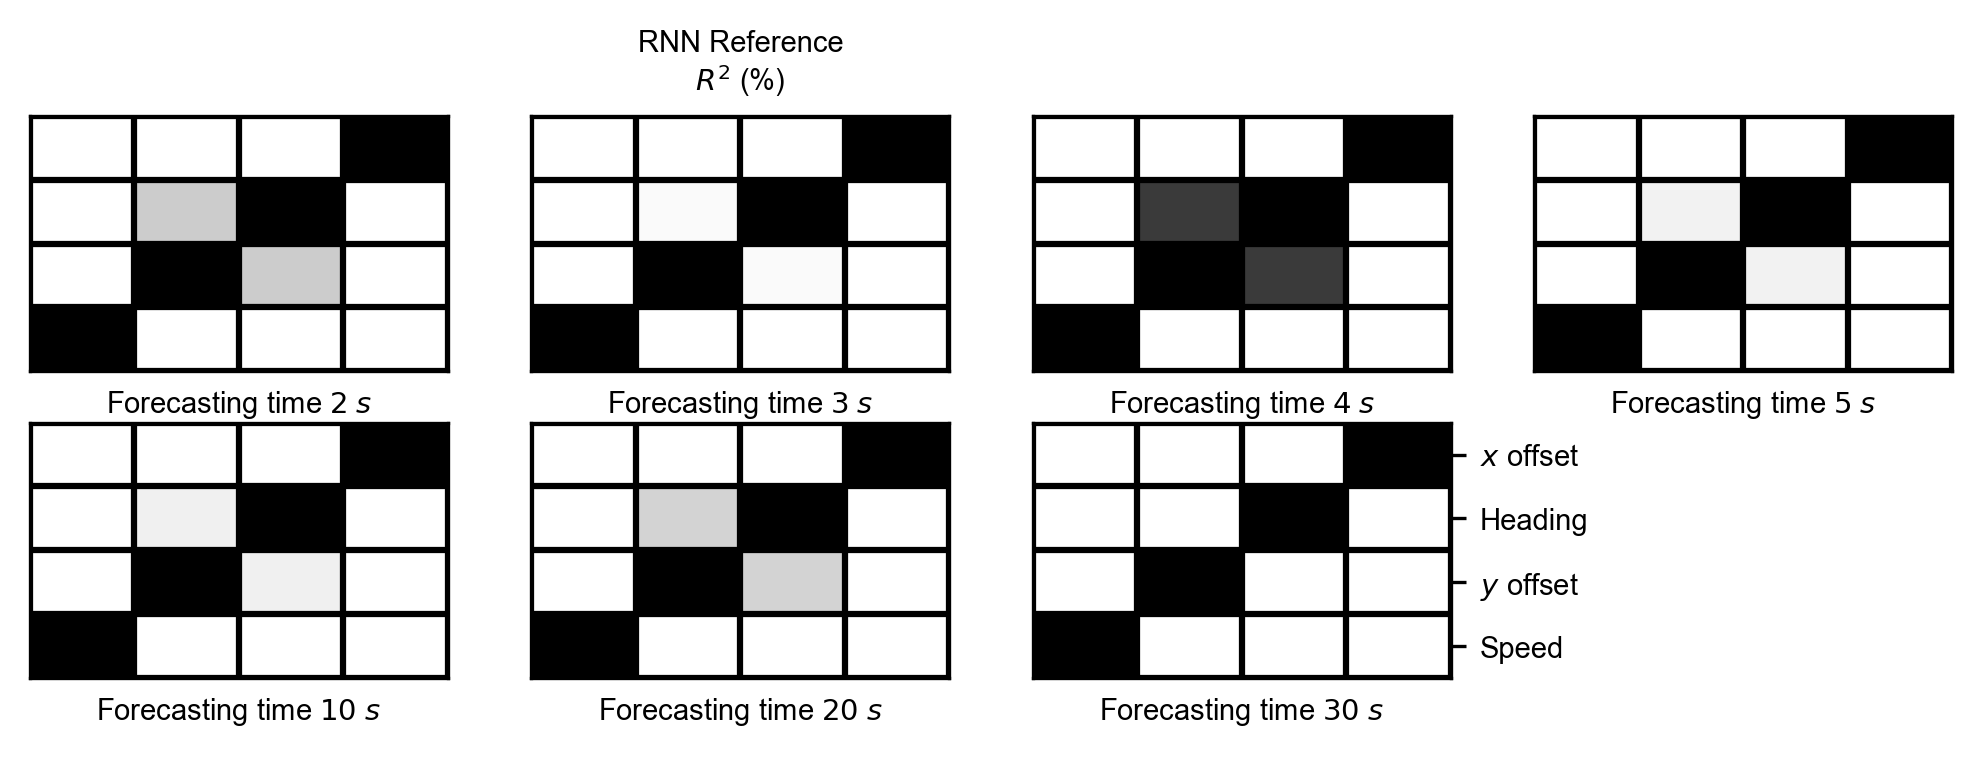 RNN Reference
R² (%)
Forecasting time 2 s
Forecasting time 3 s
Forecasting time 4 s
Forecasting time 5 s
x offset
Heading
y offset
Speed
Forecasting time 10 s
Forecasting time 20 s
Forecasting time 30 s